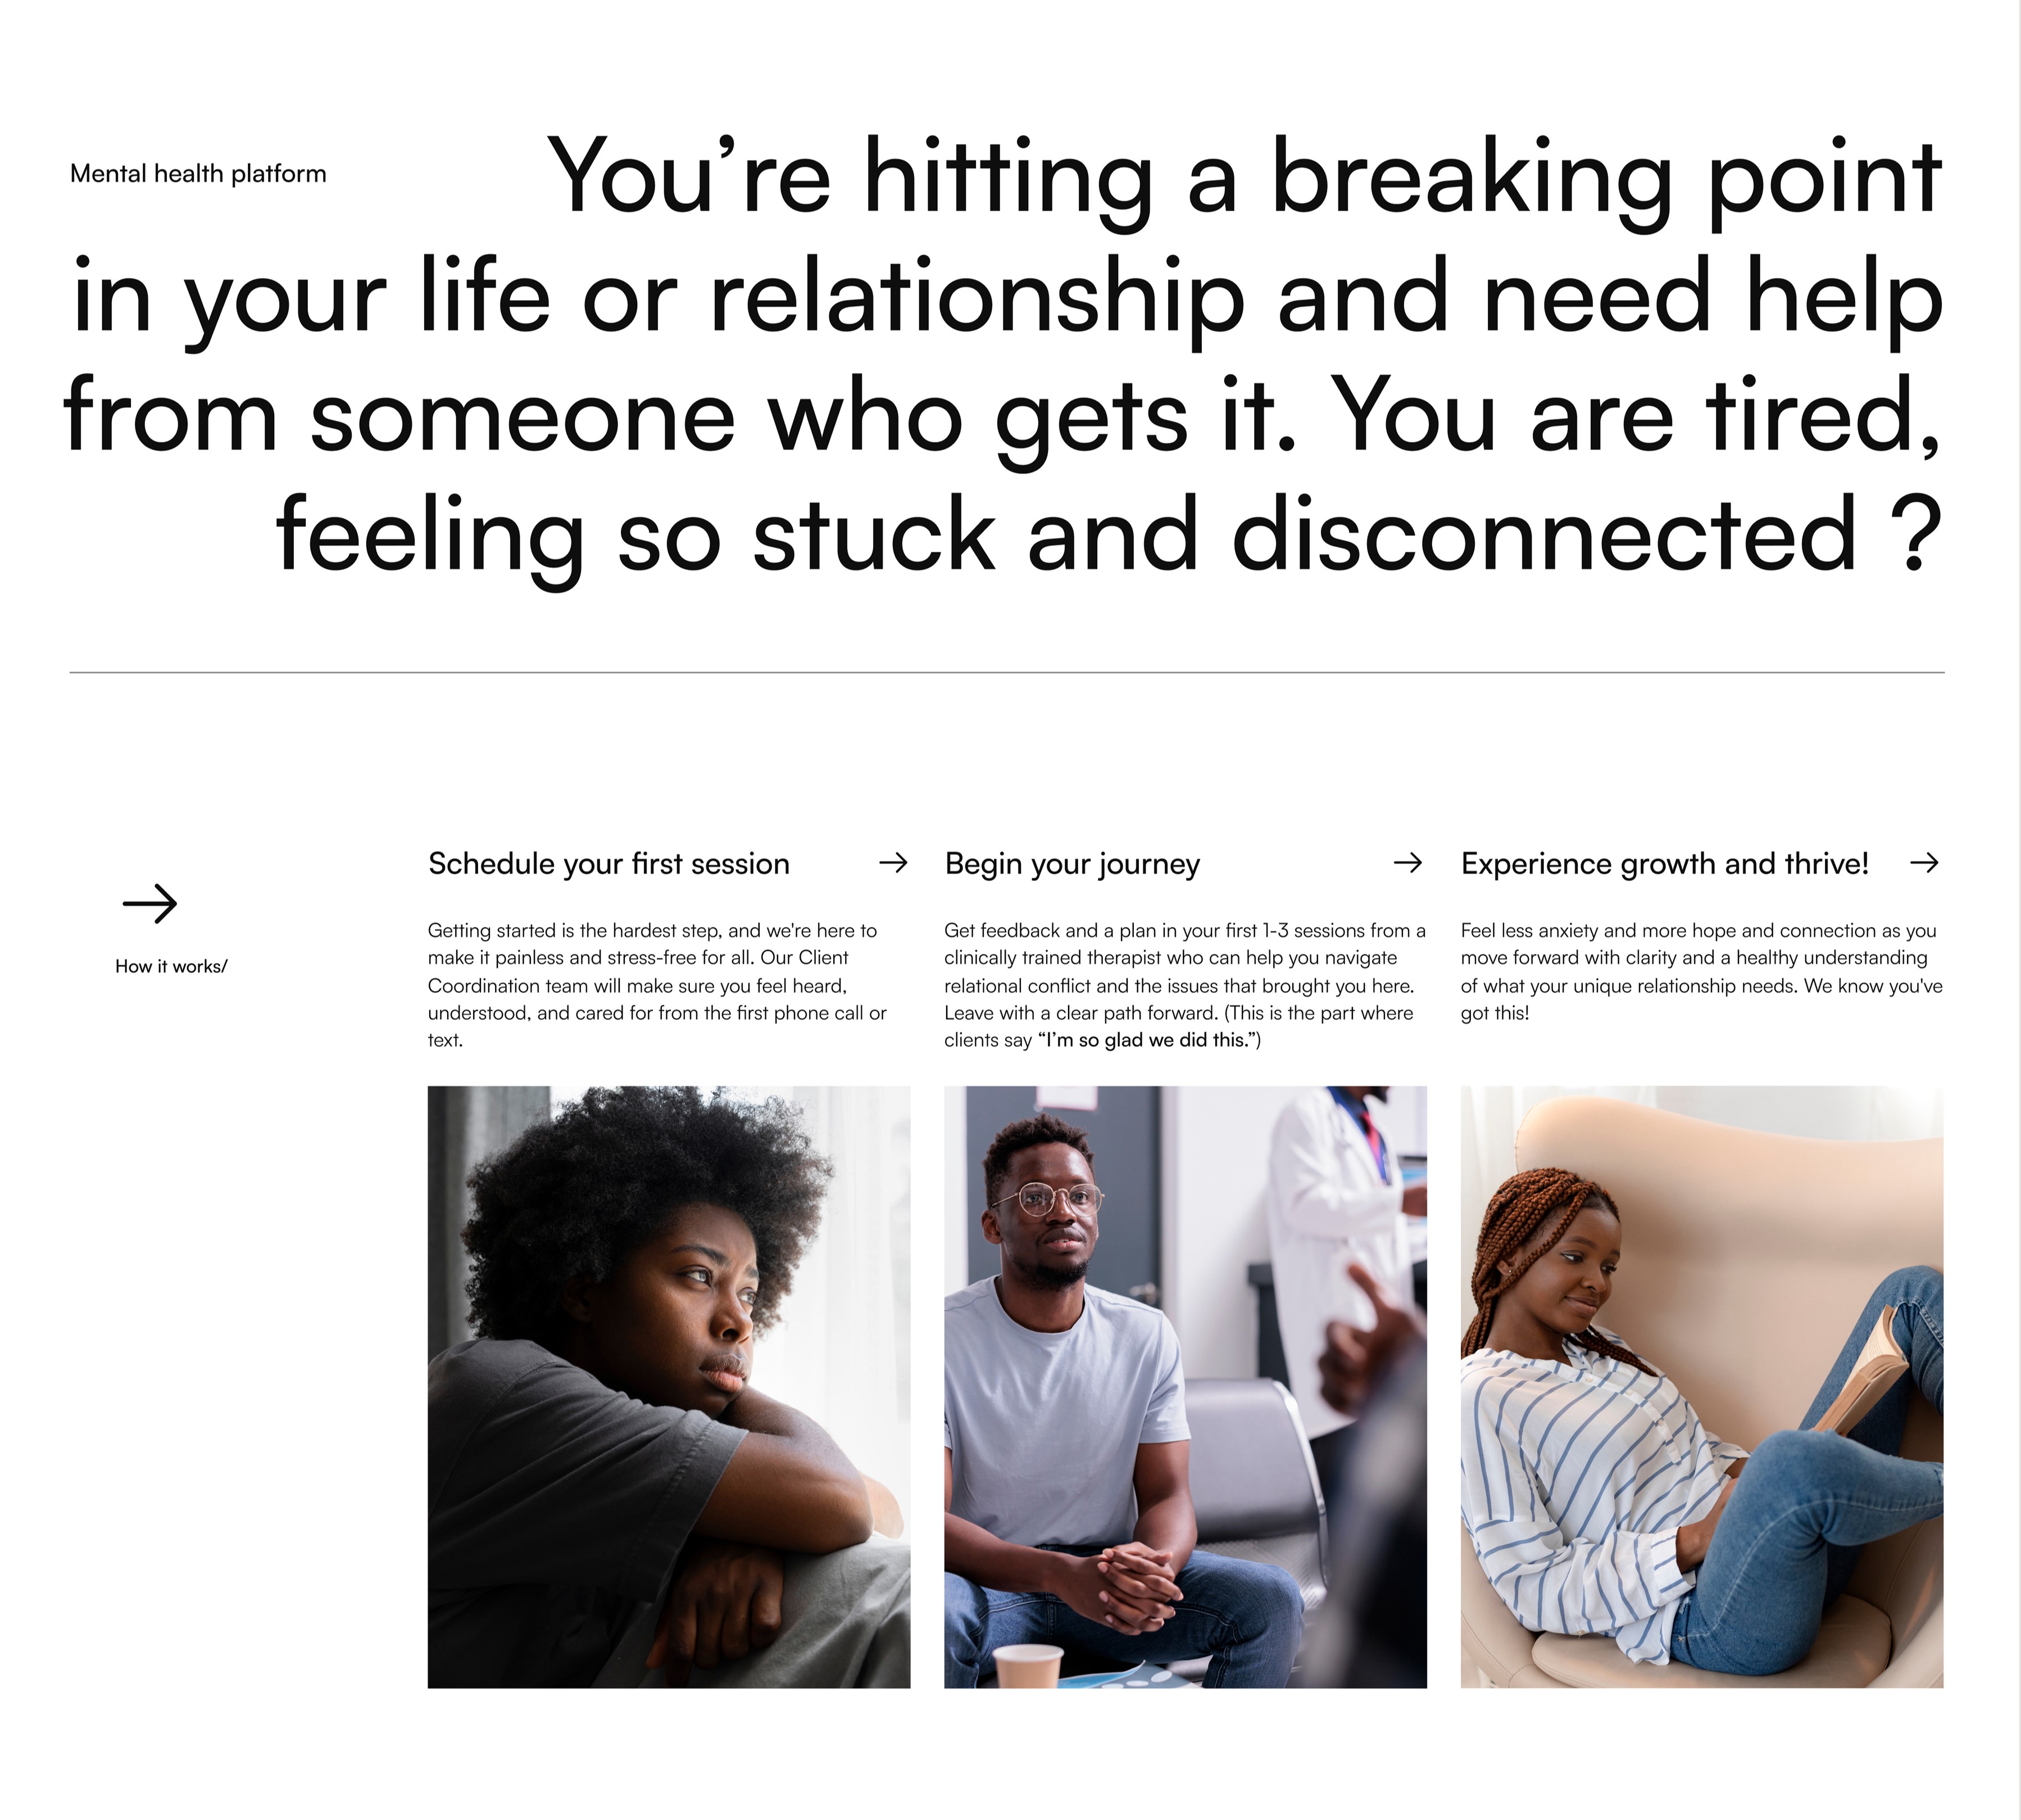 Mental health platform
You’re hitting a breaking point
in your life or relationship and need help
from someone who gets it. You are tired,
feeling so stuck and disconnected ?
How it works/
Schedule your first session
Getting started is the hardest step, and we're here to
make it painless and stress-free for all. Our Client
Coordination team will make sure you feel heard,
understood, and cared for from the first phone call or
text.
Begin your journey
Get feedback and a plan in your first 1-3 sessions from a
clinically trained therapist who can help you navigate
relational conflict and the issues that brought you here.
Leave with a clear path forward. (This is the part where
clients say “I’m so glad we did this.”)
Experience growth and thrive!
Feel less anxiety and more hope and connection as you
move forward with clarity and a healthy understanding
of what your unique relationship needs. We know you've
got this!